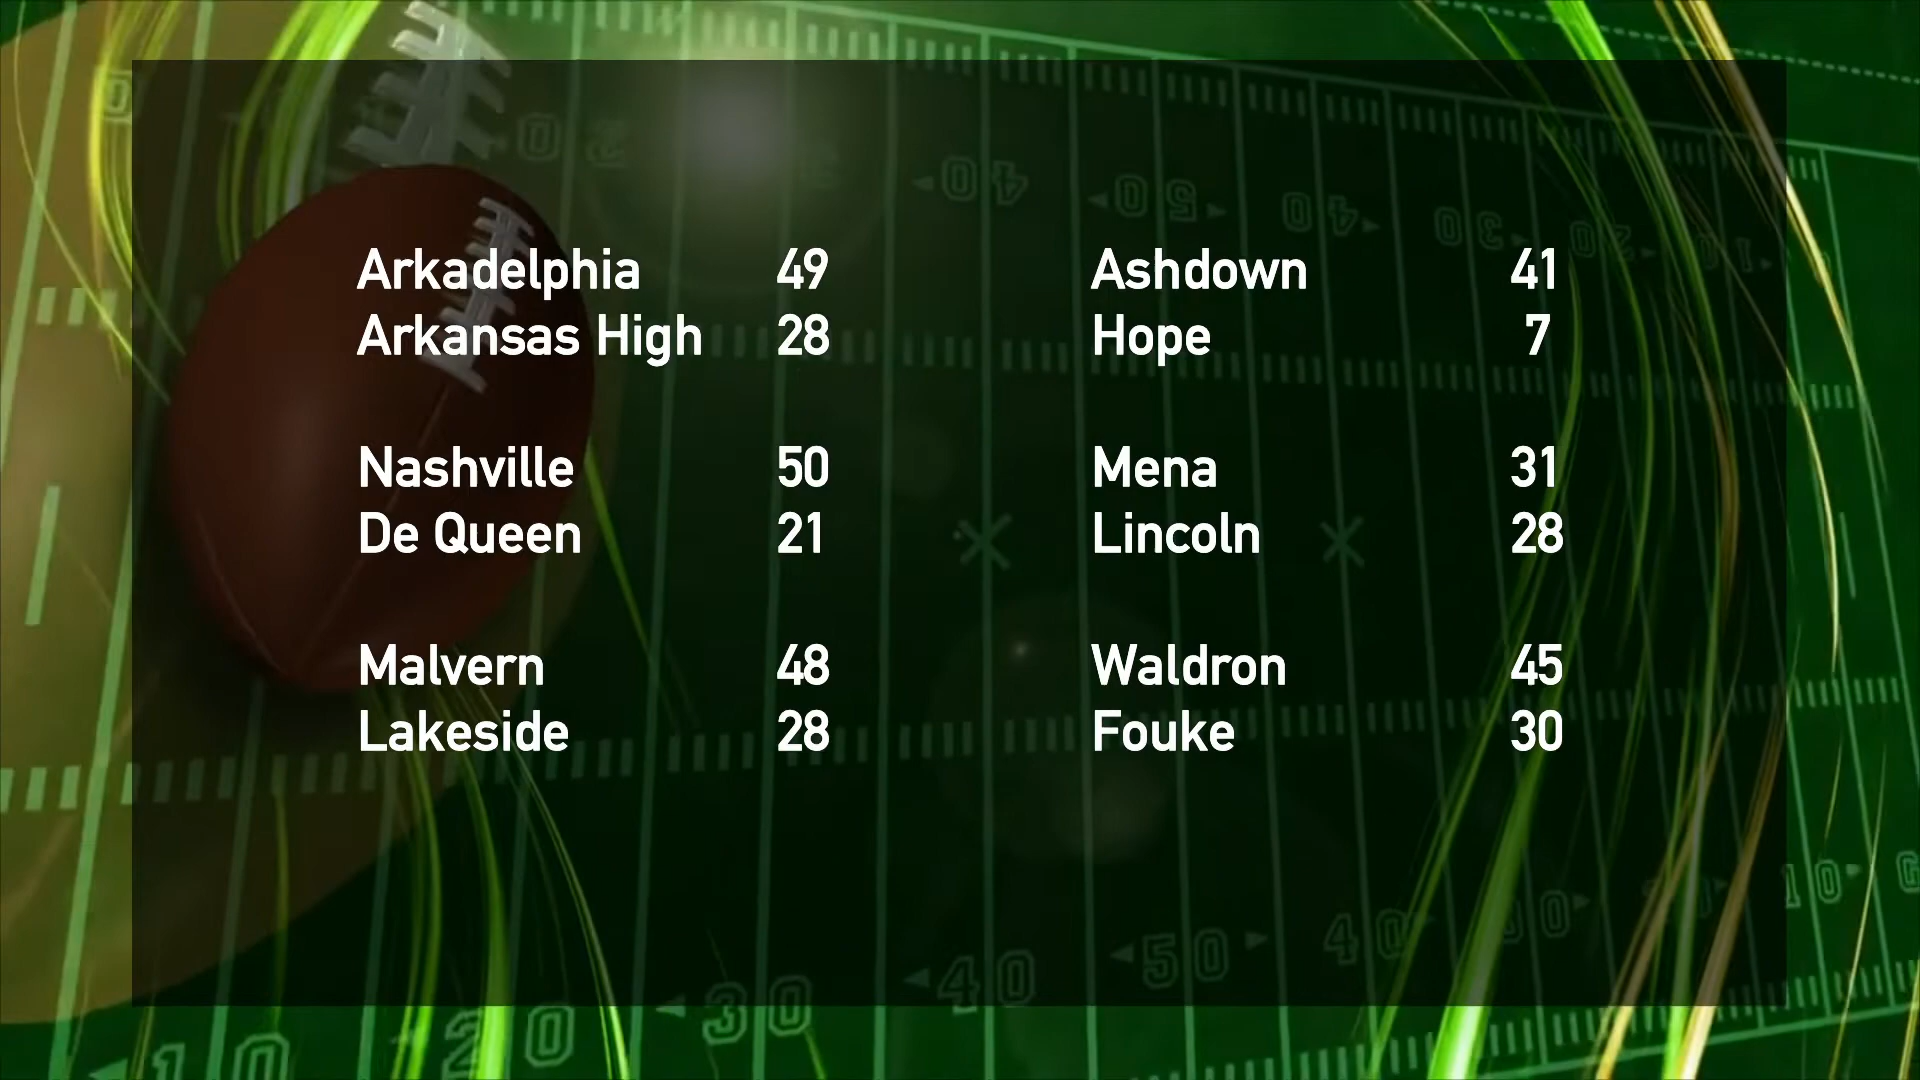 Arkadelphia 49
Arkansas High 28
Nashville 50
De Queen 21
Malvern 48
Lakeside 28
Ashdown 41
Hope 7
Mena 31
Lincoln 28
Waldron 45
Fouke 30